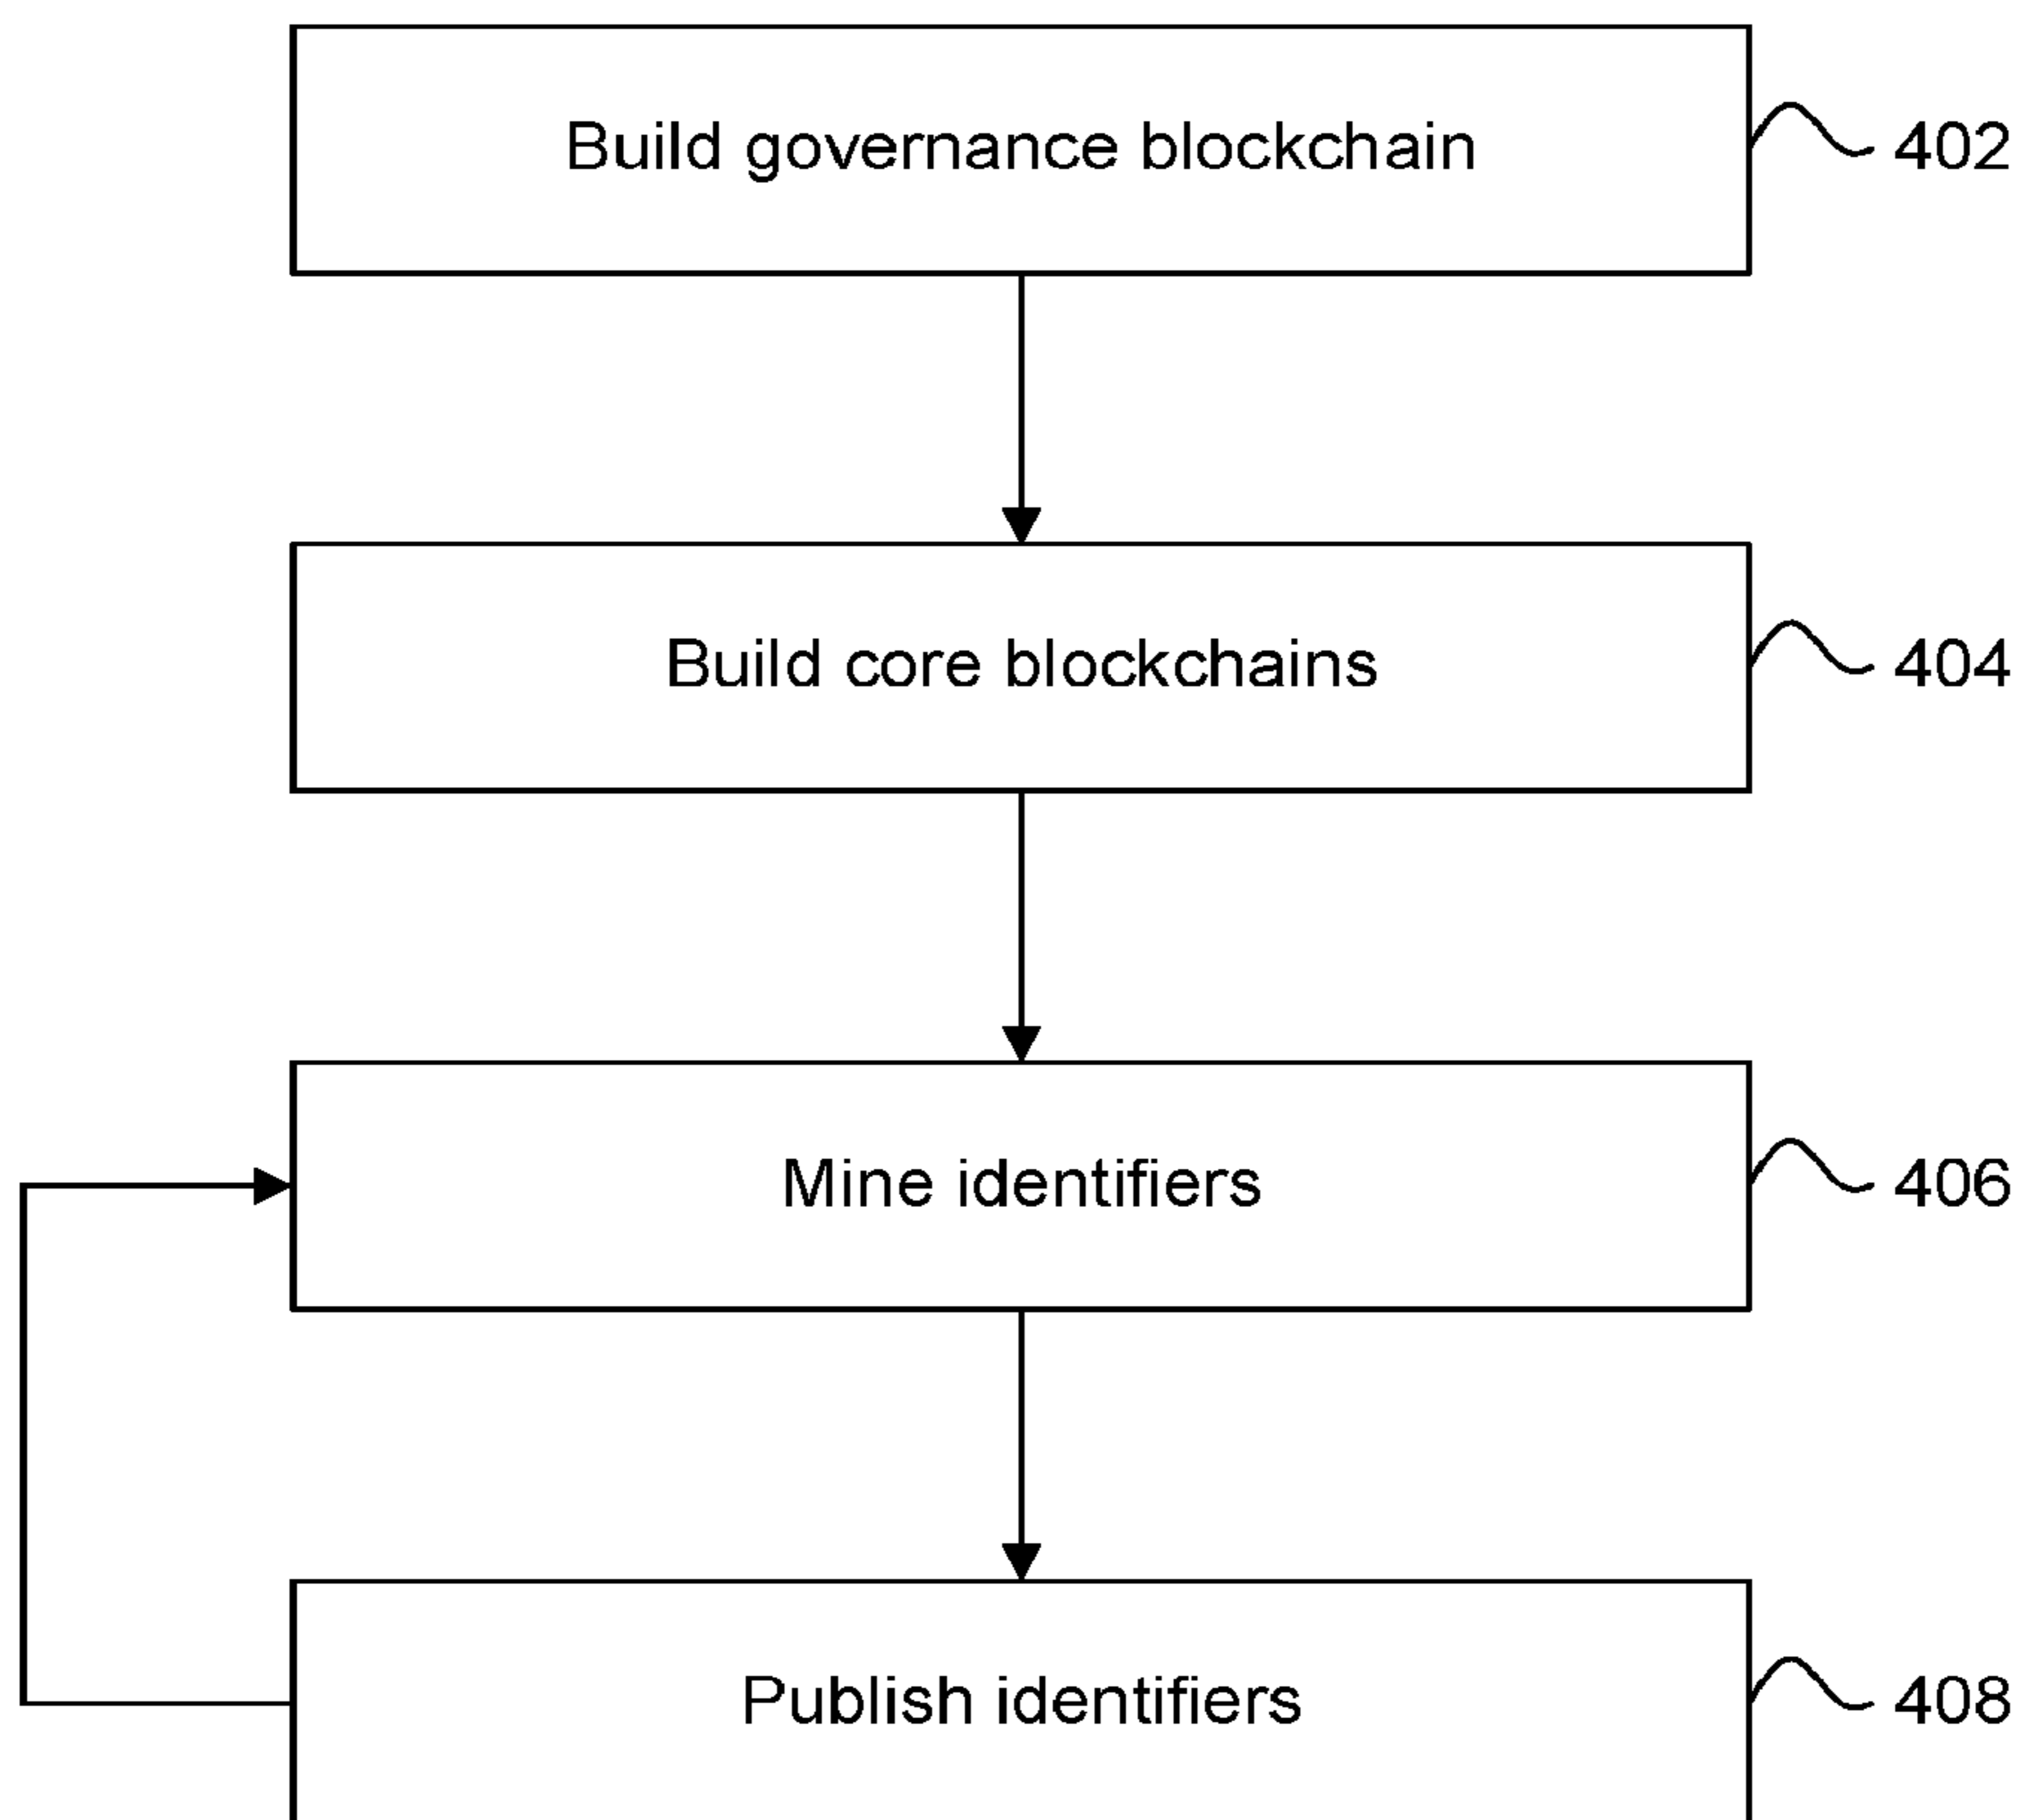 Build governance blockchain 402
Build core blockchains 404
Mine identifiers 406
Publish identifiers 408